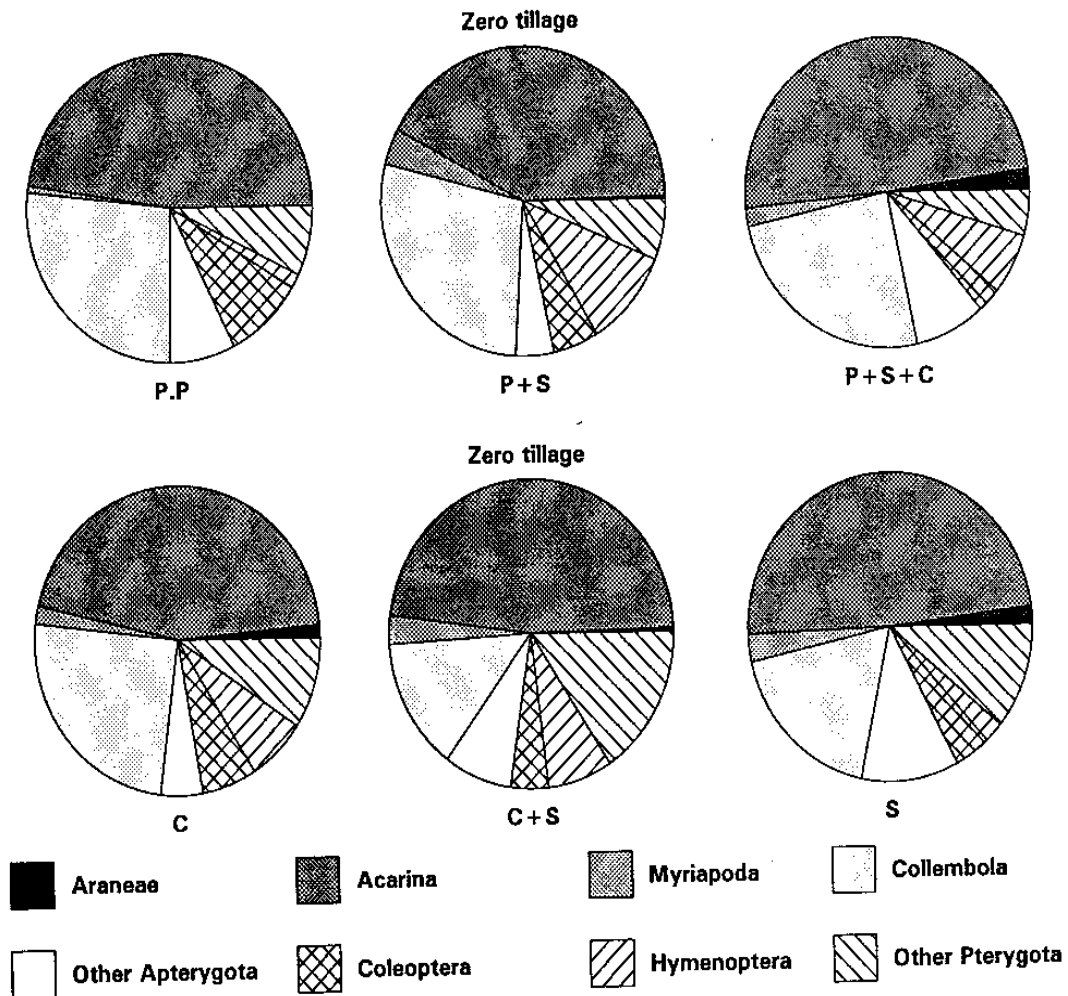 Zero tillage
P.P
P+S
P+S+C
Zero tillage
C
C+S
S
Araneae
Acarina
Myriapoda
Collembola
Other Apterygota
Coleoptera
Hymenoptera
Other Pterygota